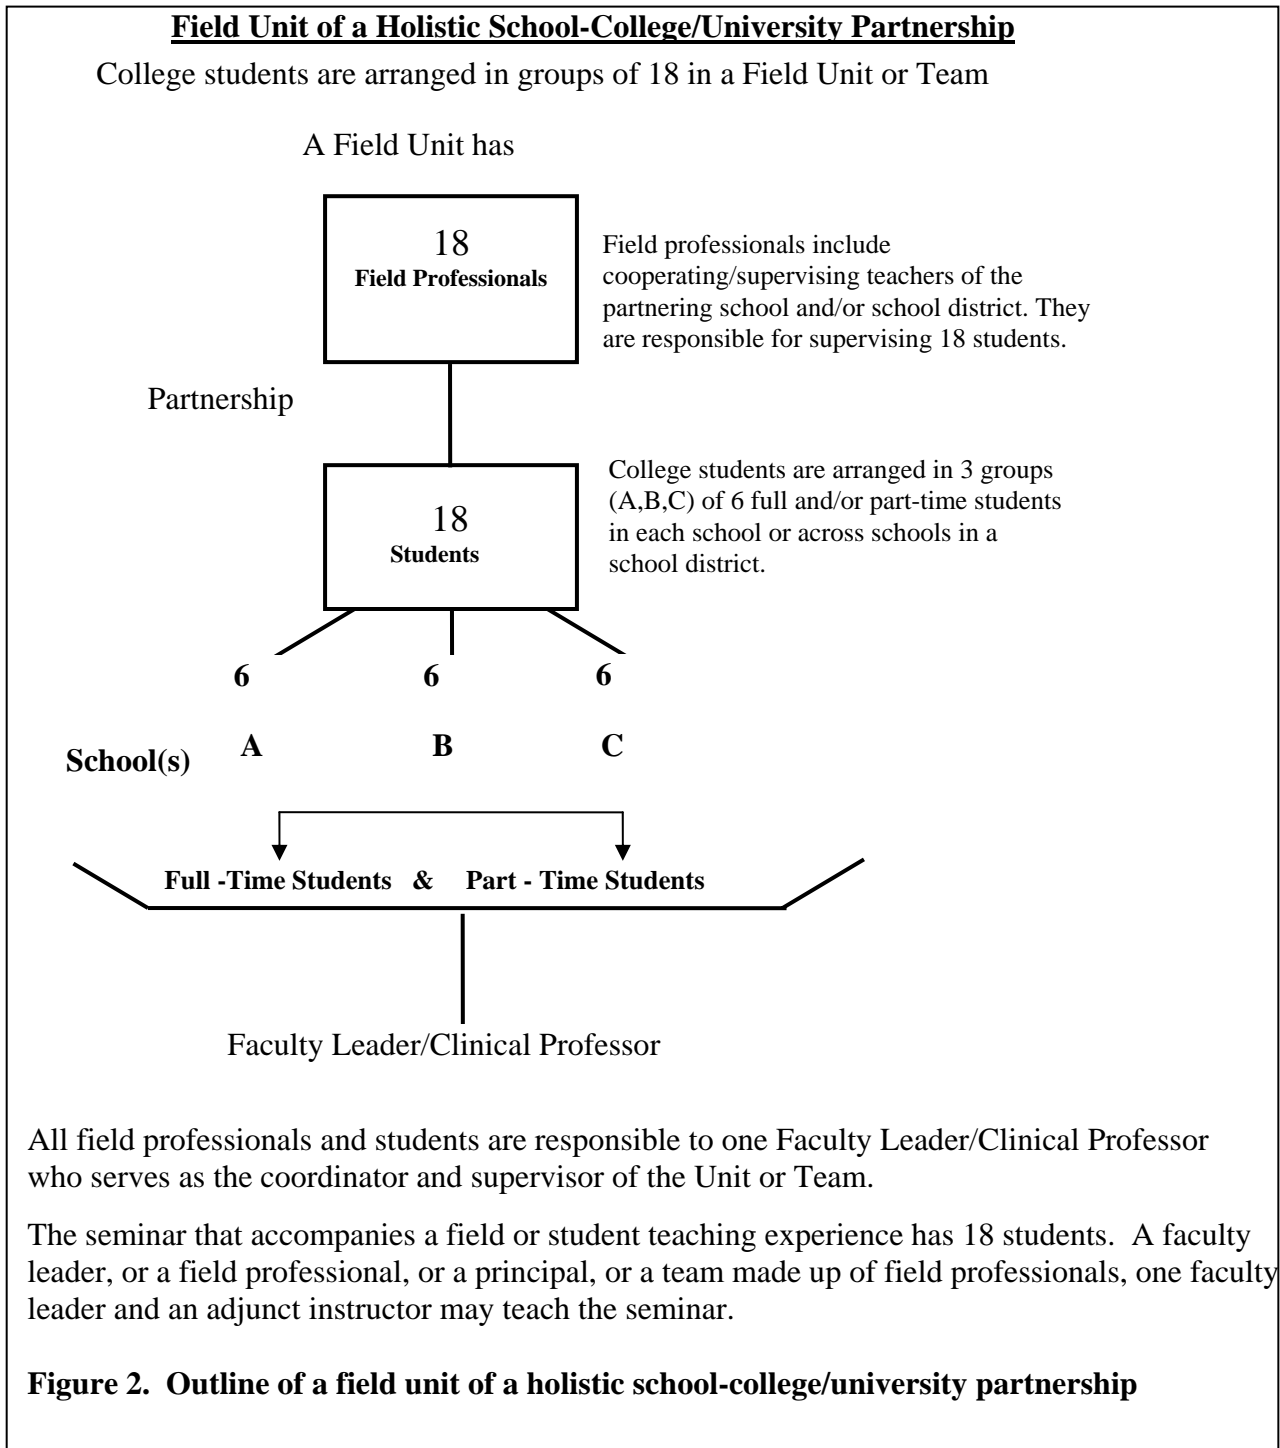 Field Unit of a Holistic School-College/University Partnership
College students are arranged in groups of 18 in a Field Unit or Team
A Field Unit has
18
Field Professionals
Field professionals include
cooperating/supervising teachers of the
partnering school and/or school district. They
are responsible for supervising 18 students.
Partnership
18
Students
College students are arranged in 3 groups
(A,B,C) of 6 full and/or part-time students
in each school or across schools in a
school district.
6 6 6
School(s) A B C
Full -Time Students & Part - Time Students
Faculty Leader/Clinical Professor
All field professionals and students are responsible to one Faculty Leader/Clinical Professor
who serves as the coordinator and supervisor of the Unit or Team.
The seminar that accompanies a field or student teaching experience has 18 students. A faculty
leader, or a field professional, or a principal, or a team made up of field professionals, one faculty
leader and an adjunct instructor may teach the seminar.
Figure 2. Outline of a field unit of a holistic school-college/university partnership